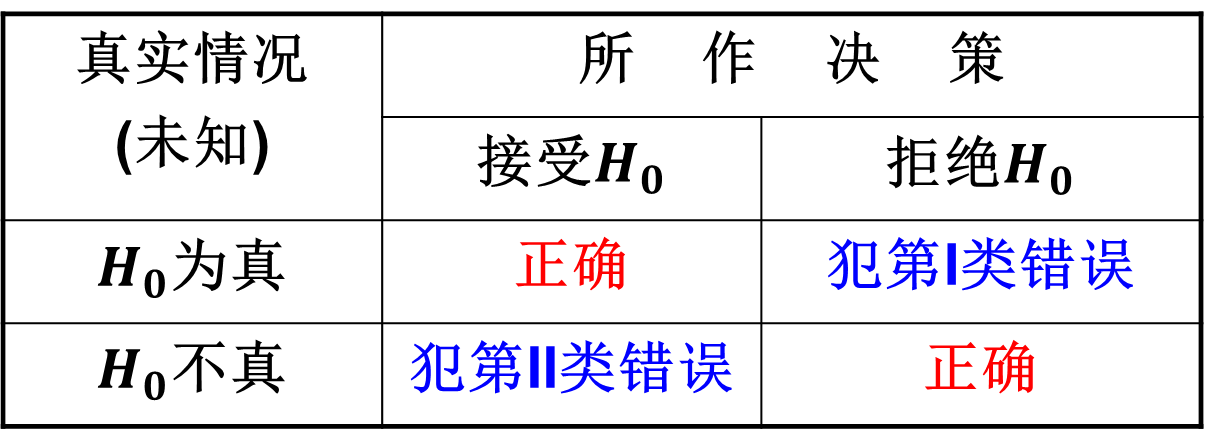 真实情况
(未知)
所 作 决 策
接受H₀
拒绝H₀
H₀为真
正确
犯第I类错误
H₀不真
犯第II类错误
正确